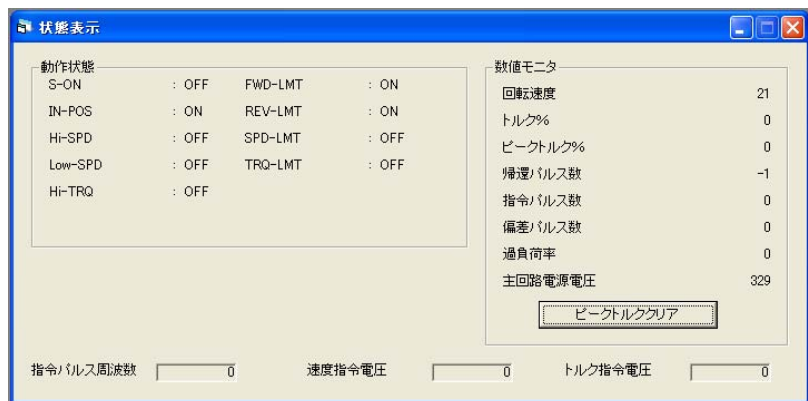 状態表示
動作状態
S-ON : OFF FWD-LMT : ON
IN-POS : ON REV-LMT : ON
Hi-SPD : OFF SPD-LMT : OFF
Low-SPD : OFF TRQ-LMT : OFF
Hi-TRQ : OFF
数値モニタ
回転速度 21
トルク% 0
ピークトルク% 0
帰還パルス数 -1
指令パルス数 0
偏差パルス数 0
過負荷率 0
主回路電源電圧 329
ピークトルククリア
指令パルス周波数 0 速度指令電圧 0 トルク指令電圧 0